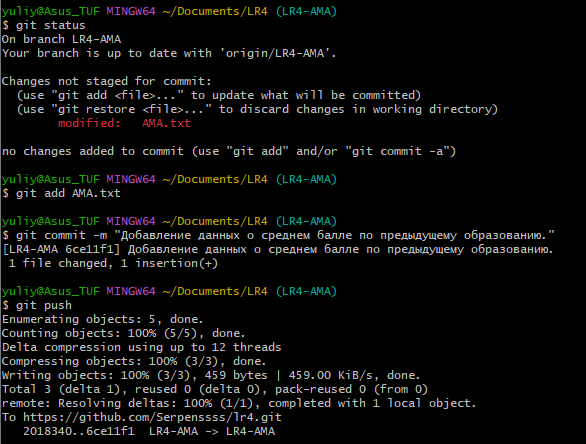 yuliy@Asus_TUF MINGW64 ~/Documents/LR4 (LR4-AMA)
$ git status
On branch LR4-AMA
Your branch is up to date with 'origin/LR4-AMA'.
Changes not staged for commit:
(use "git add <file>..." to update what will be committed)
(use "git restore <file>..." to discard changes in working directory)
modified:   AMA.txt
no changes added to commit (use "git add" and/or "git commit -a")
yuliy@Asus_TUF MINGW64 ~/Documents/LR4 (LR4-AMA)
$ git add AMA.txt
yuliy@Asus_TUF MINGW64 ~/Documents/LR4 (LR4-AMA)
$ git commit -m "Добавление данных о среднем балле по предыдущему образованию."
[LR4-AMA 6ce11f1] Добавление данных о среднем балле по предыдущему образованию.
1 file changed, 1 insertion(+)
yuliy@Asus_TUF MINGW64 ~/Documents/LR4 (LR4-AMA)
$ git push
Enumerating objects: 5, done.
Counting objects: 100% (5/5), done.
Delta compression using up to 12 threads
Compressing objects: 100% (3/3), done.
Writing objects: 100% (3/3), 459 bytes | 459.00 KiB/s, done.
Total 3 (delta 1), reused 0 (delta 0), pack-reused 0 (from 0)
remote: Resolving deltas: 100% (1/1), completed with 1 local object.
To https://github.com/Serpenssss/lr4.git
2018340..6ce11f1  LR4-AMA -> LR4-AMA